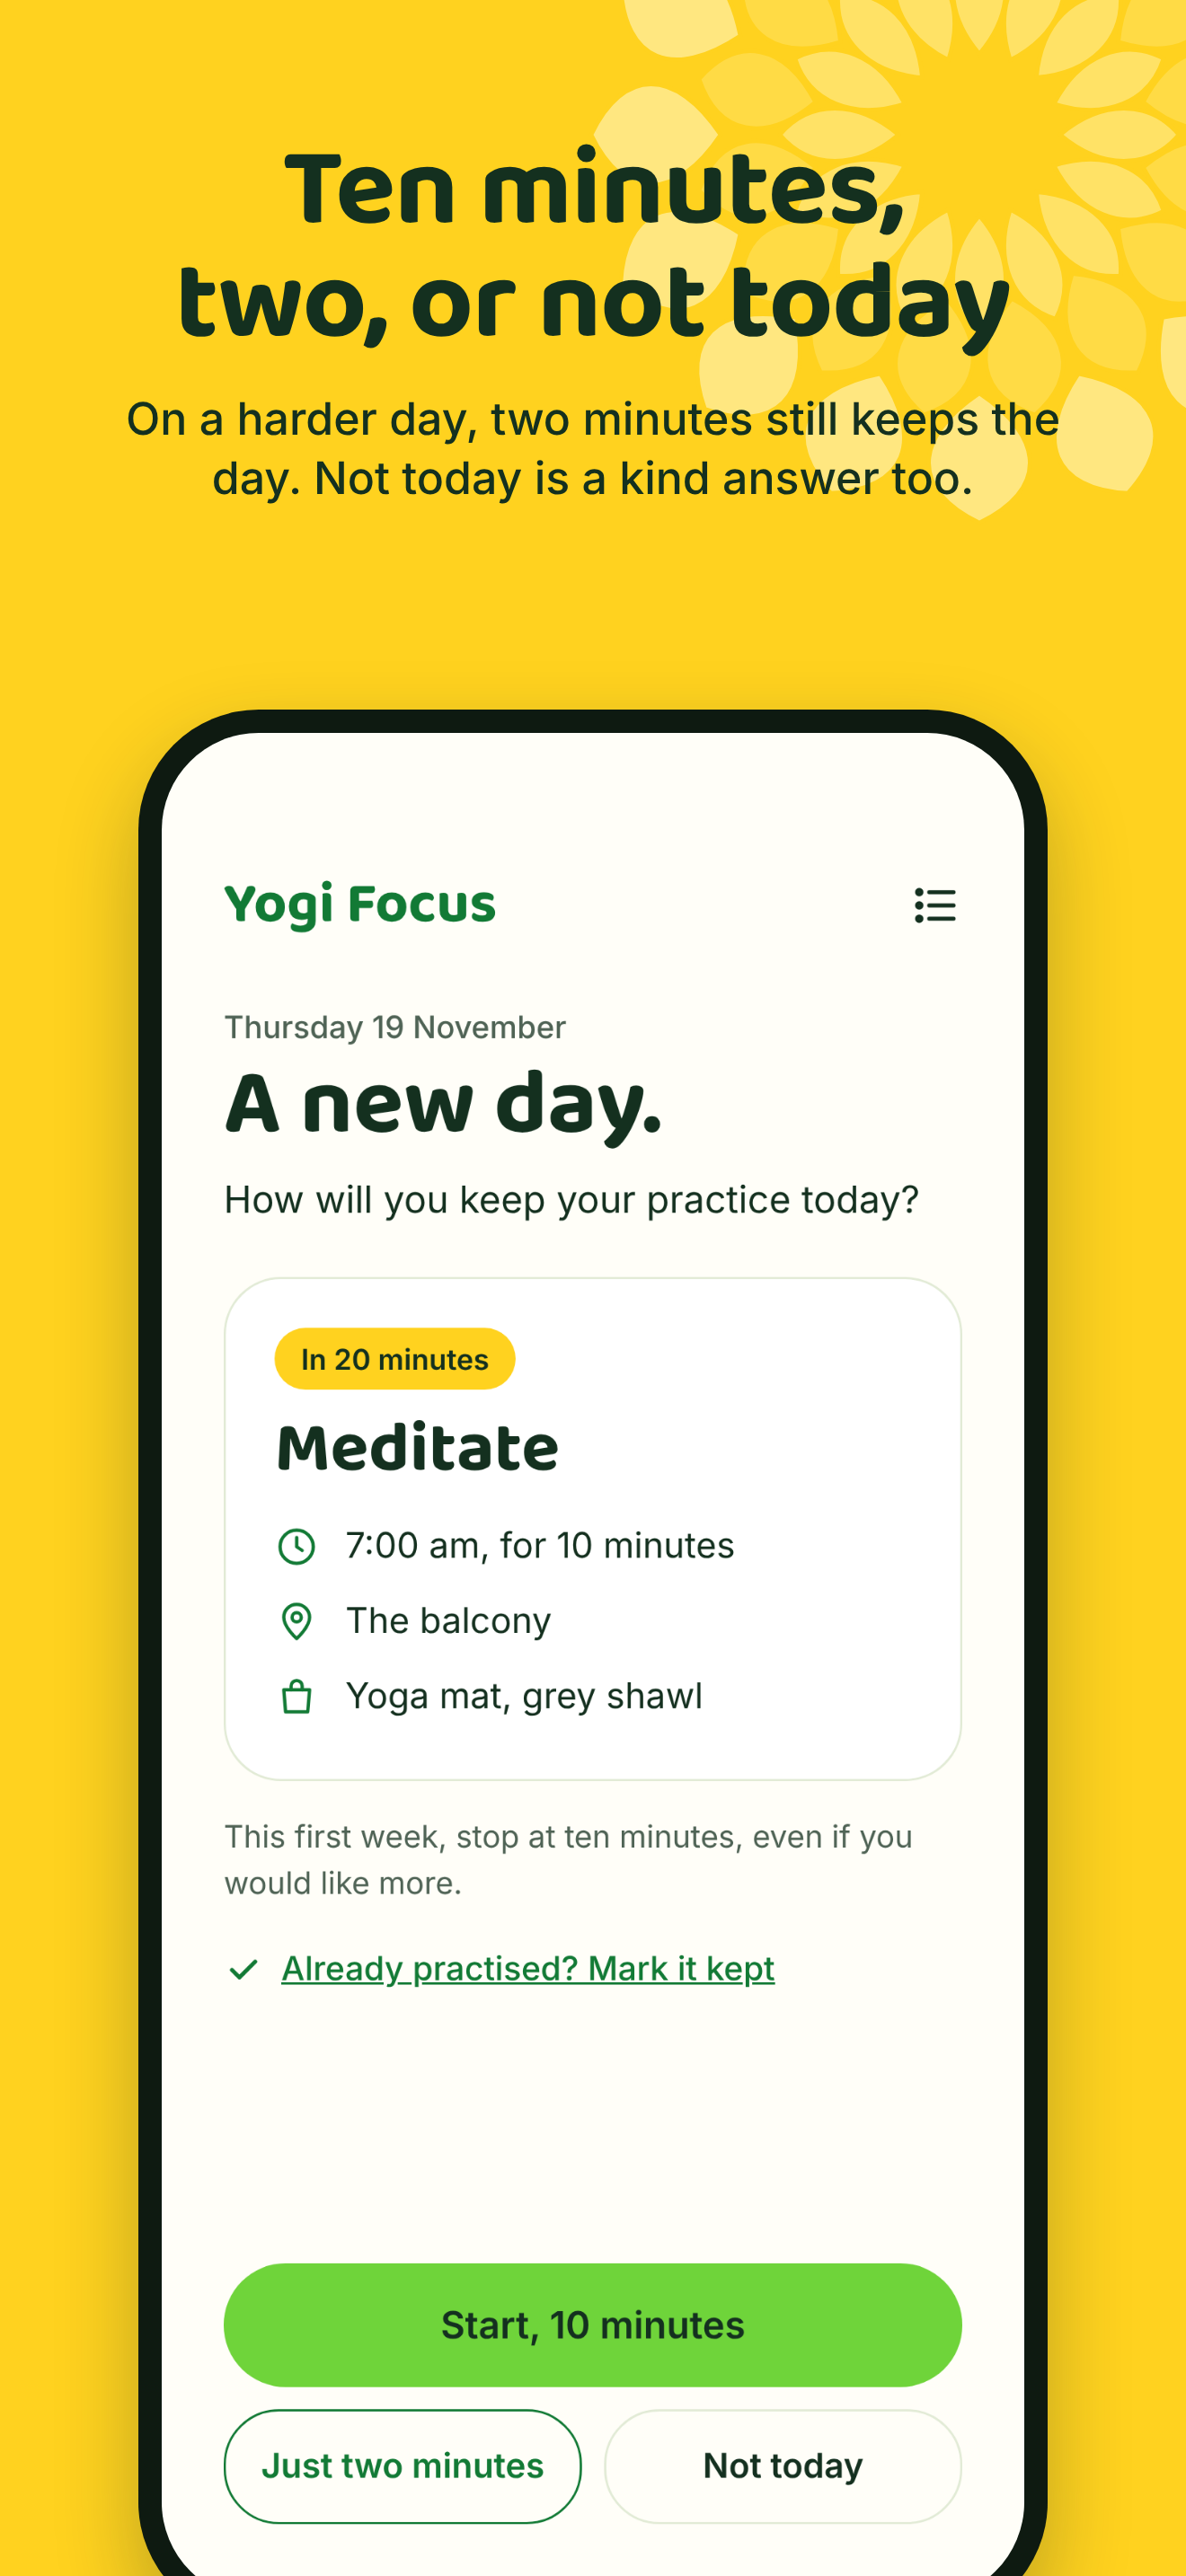 Ten minutes,
two, or not today
On a harder day, two minutes still keeps the
day. Not today is a kind answer too.
Yogi Focus
Thursday 19 November
A new day.
How will you keep your practice today?
In 20 minutes
Meditate
7:00 am, for 10 minutes
The balcony
Yoga mat, grey shawl
This first week, stop at ten minutes, even if you
would like more.
Already practised? Mark it kept
Start, 10 minutes
Just two minutes
Not today